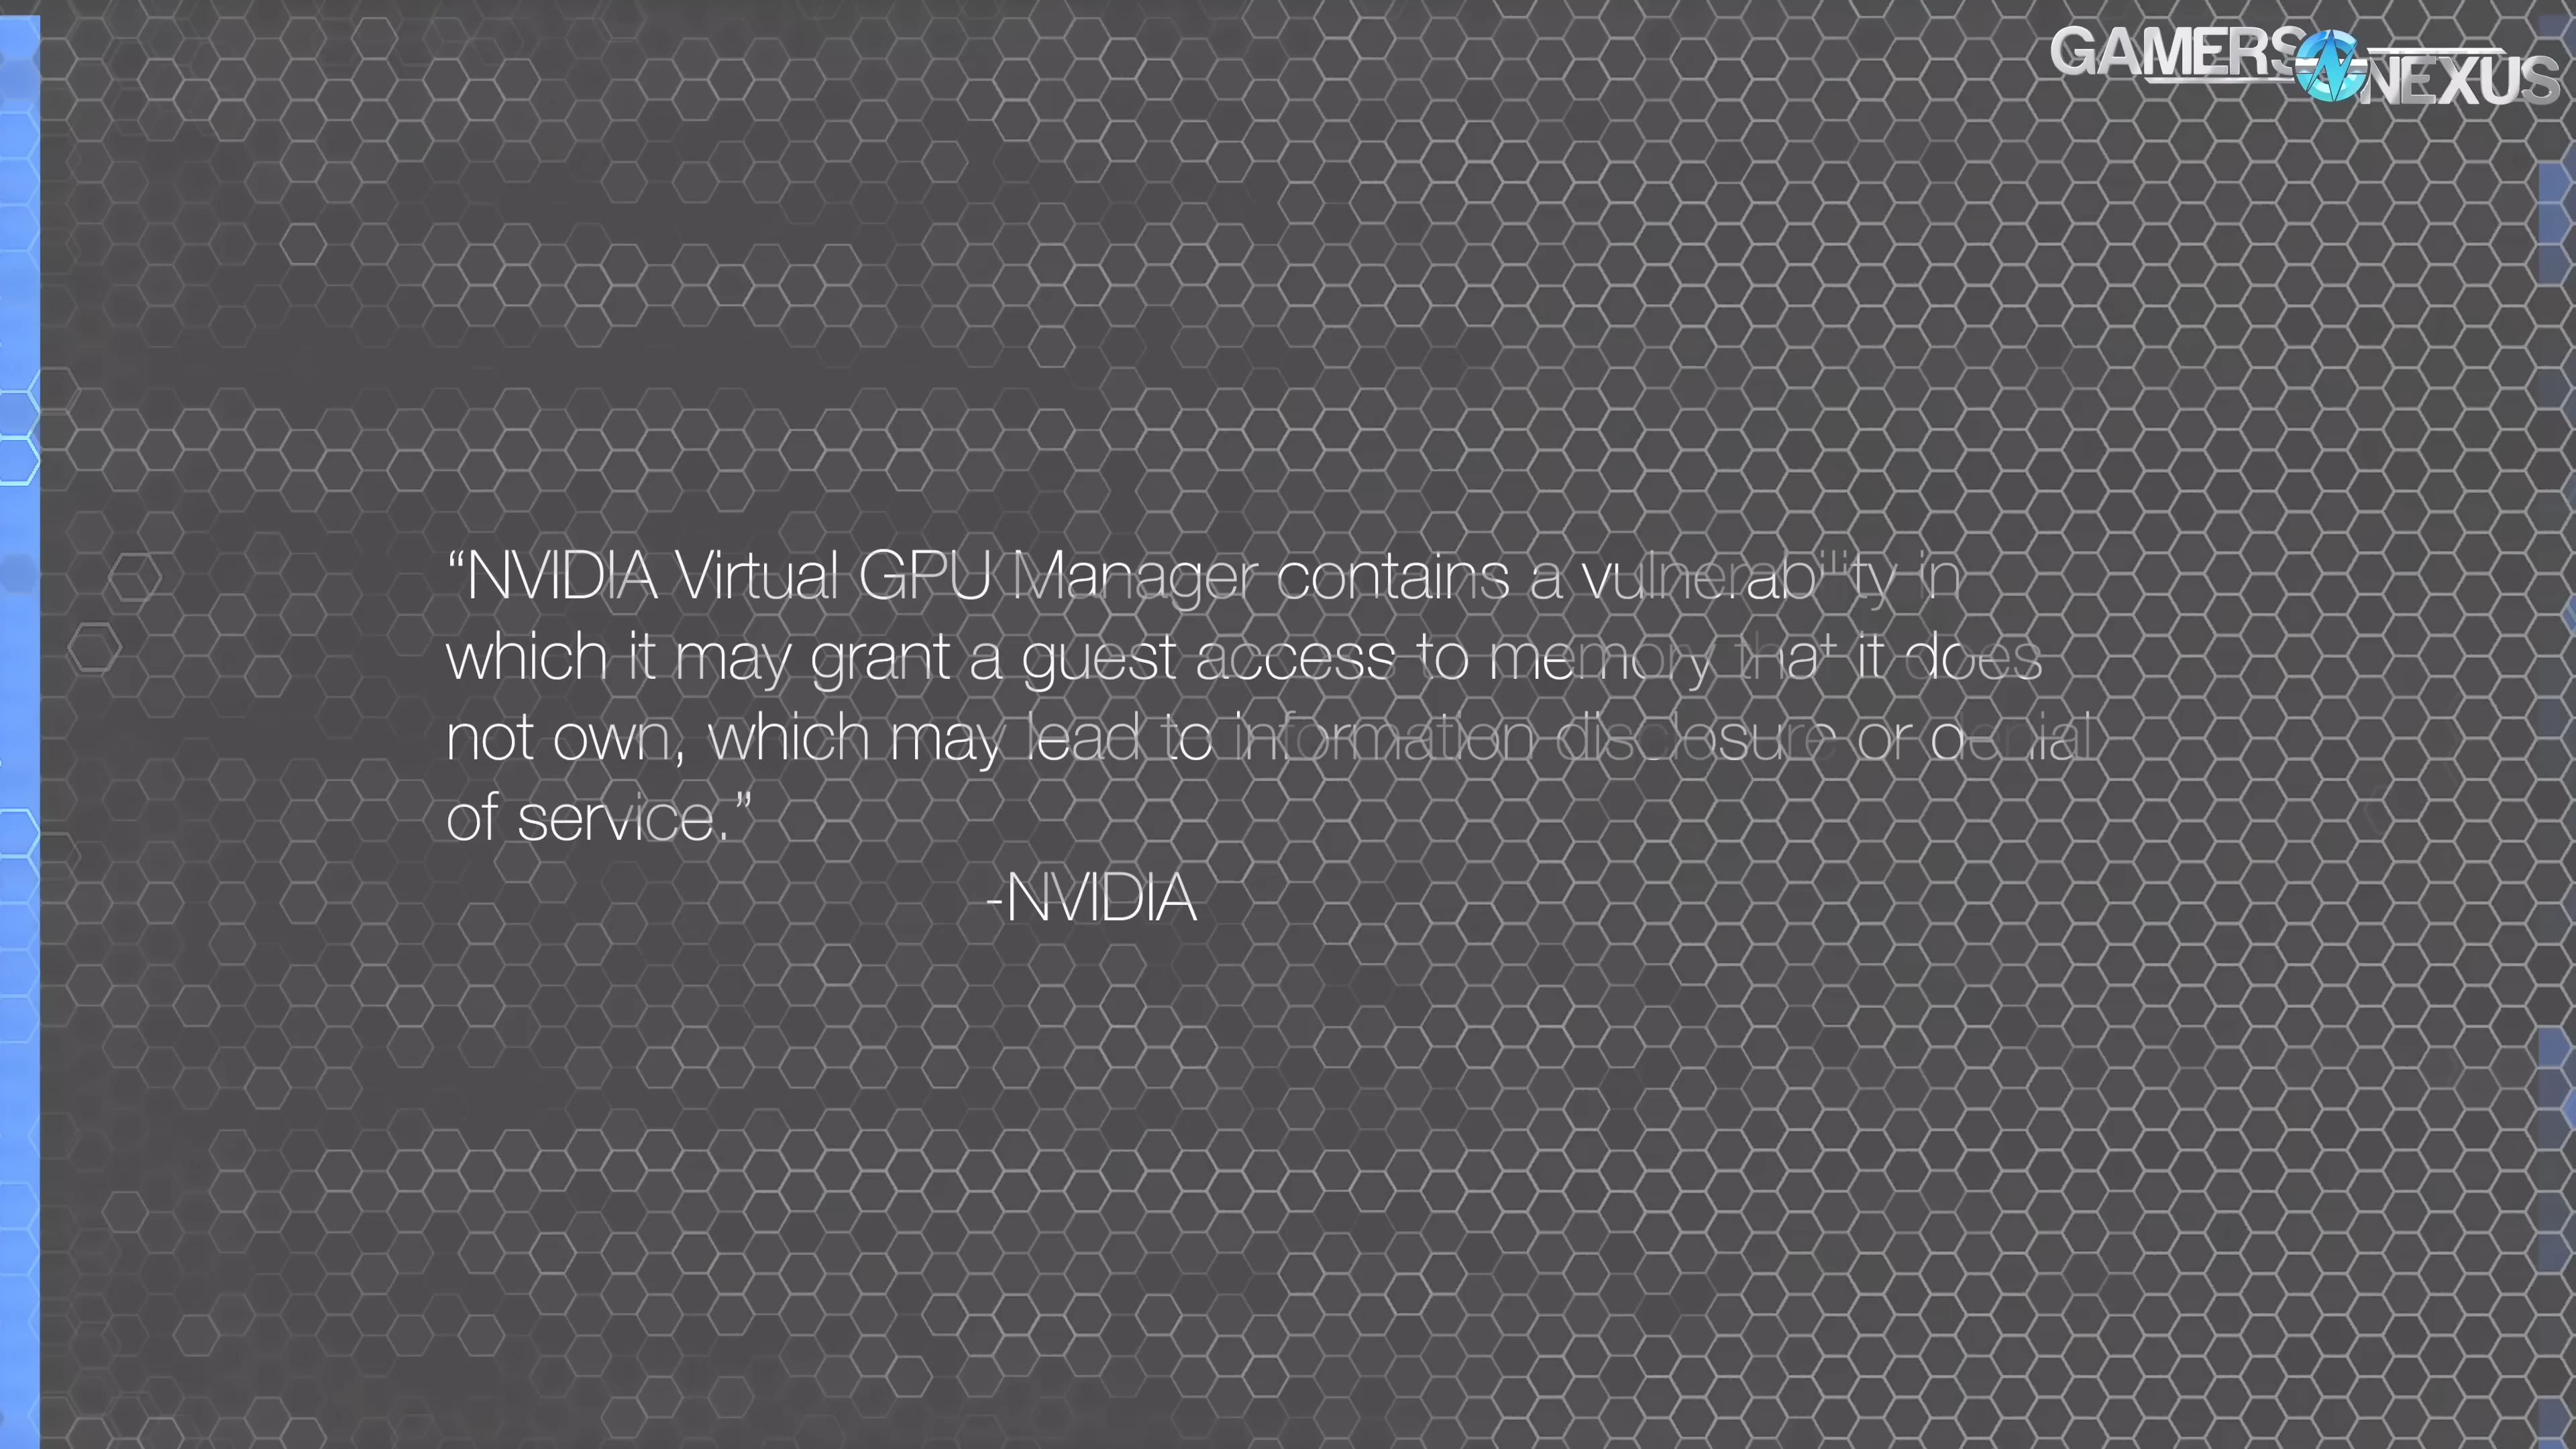 GAMERS NEXUS
“NVIDIA Virtual GPU Manager contains a vulnerability in
which it may grant a guest access to memory that it does
not own, which may lead to information disclosure or denial
of service.”
-NVIDIA